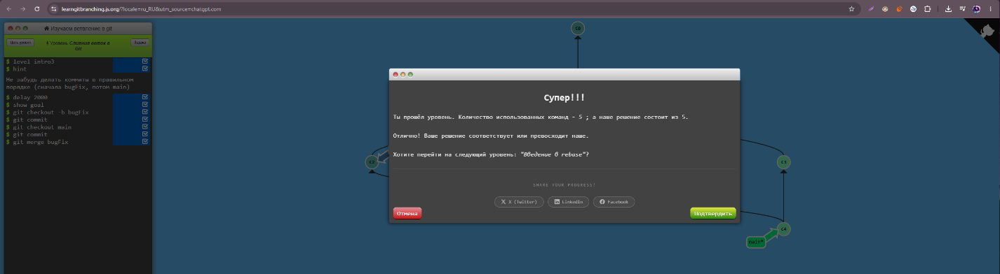 learngitbranching.js.org/?locale=ru_RU&utm_source=chatgpt.com
Изучаем ветвление в git
Цель уровня
Уровень Слияния веток в Git
Задача
$ level intro3
$ hint
Не забудь делать коммиты в правильном
порядке (сначала bugFix, потом main)
$ delay 2000
$ show goal
$ git checkout -b bugFix
$ git commit
$ git checkout main
$ git commit
$ git merge bugFix
C0
C2
C3
C4
main*
Супер!!!
Ты прошёл уровень. Количество использованных команд - 5 ; а наше решение состоит из 5.
Отлично! Ваше решение соответствует или превосходит наше.
Хотите перейти на следующий уровень: "Введение в rebase"?
SHARE YOUR PROGRESS!
X (Twitter)
LinkedIn
Facebook
Отмена
Подтвердить